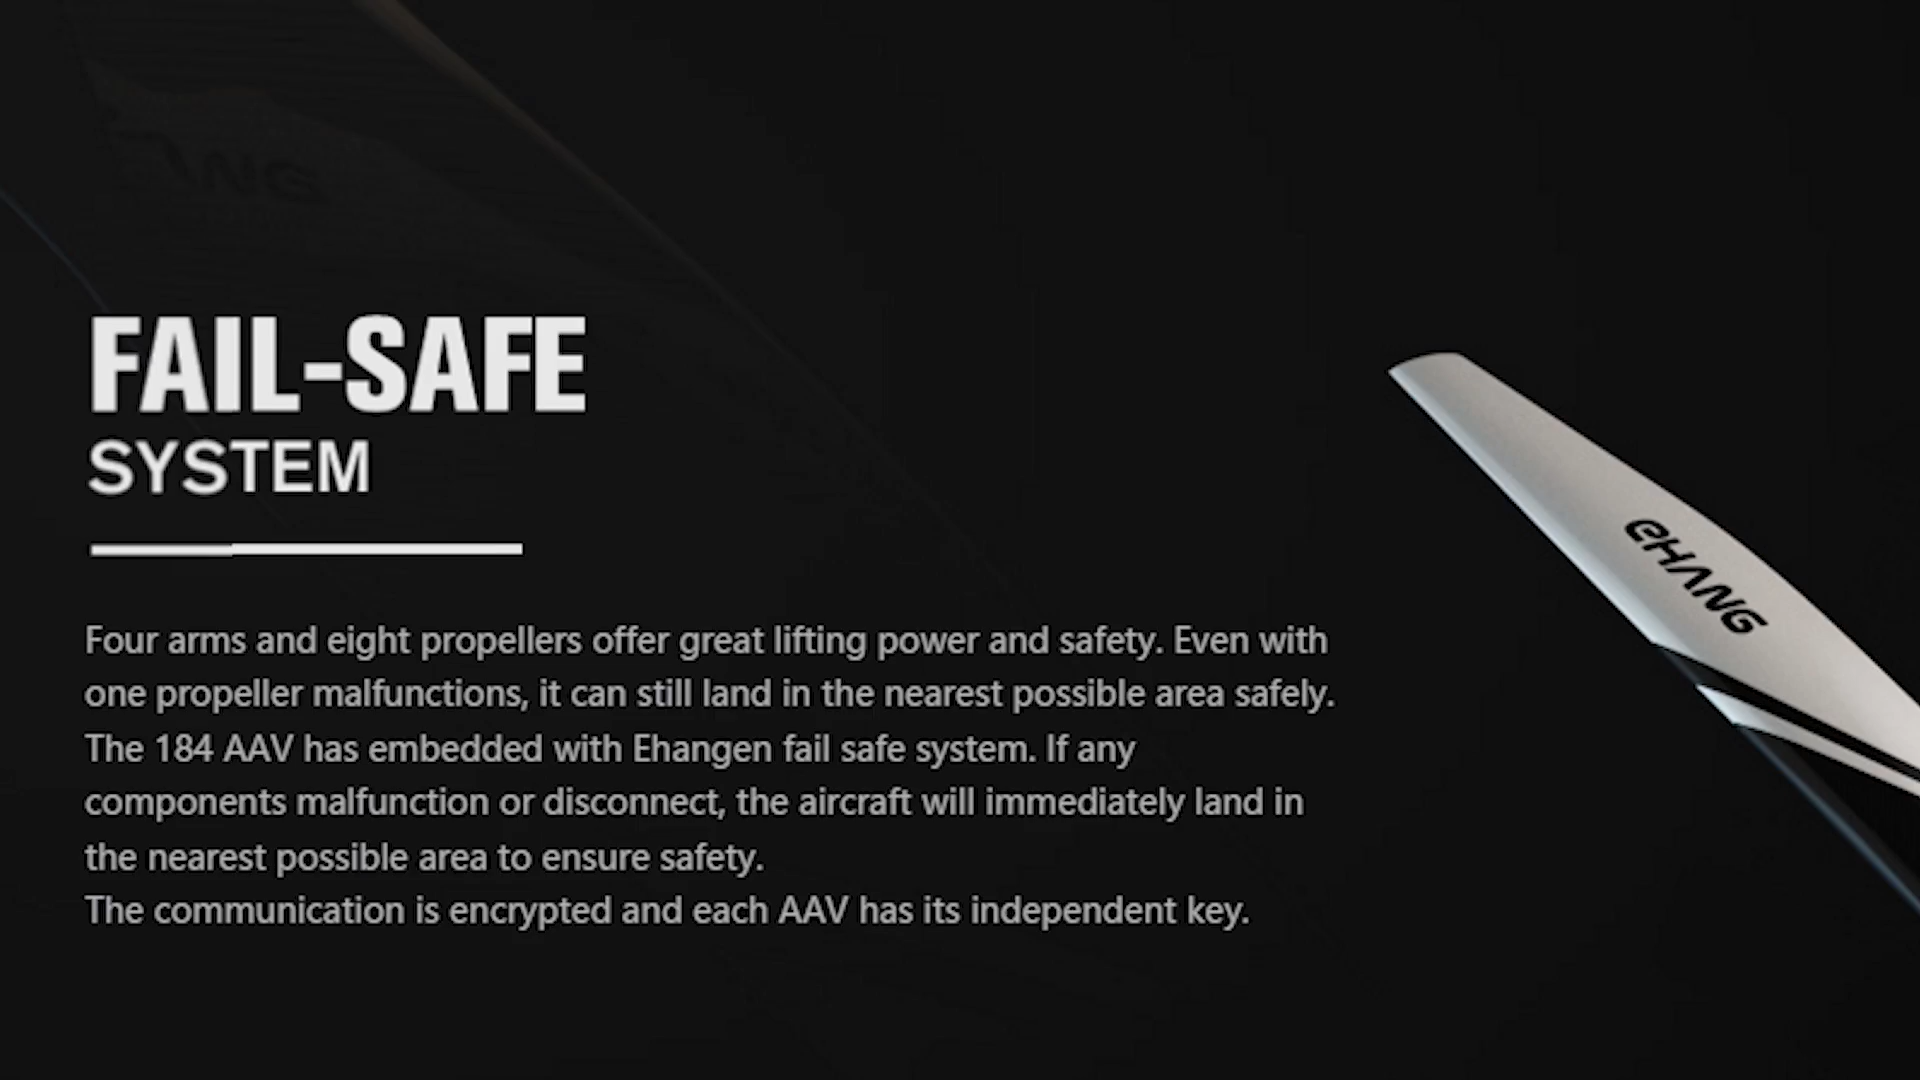 FAIL-SAFE
SYSTEM
Four arms and eight propellers offer great lifting power and safety. Even with
one propeller malfunctions, it can still land in the nearest possible area safely.
The 184 AAV has embedded with Ehangen fail safe system. If any
components malfunction or disconnect, the aircraft will immediately land in
the nearest possible area to ensure safety.
The communication is encrypted and each AAV has its independent key.
eHANG